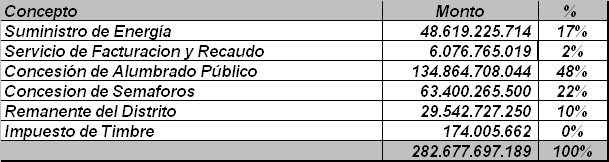 Concepto Monto %
Suministro de Energía 48.619.225.714 17%
Servicio de Facturacion y Recaudo 6.076.765.019 2%
Concesión de Alumbrado Público 134.864.708.044 48%
Concesion de Semaforos 63.400.265.500 22%
Remanente del Distrito 29.542.727.250 10%
Impuesto de Timbre 174.005.662 0%
282.677.697.189 100%